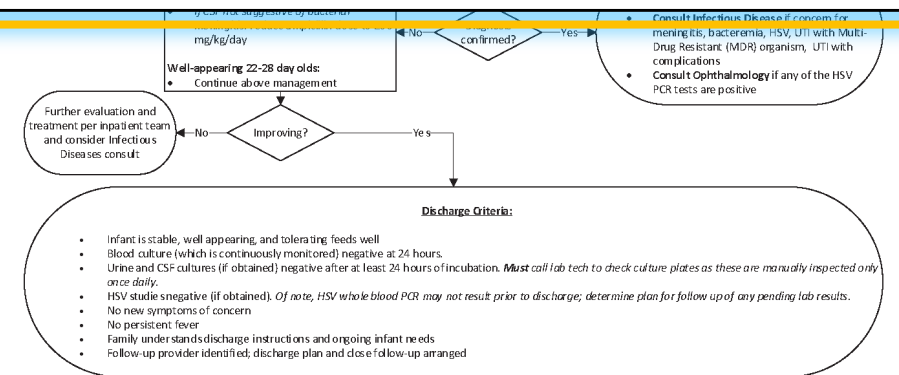 if CSF not suggestive of bacterial
mg/kg/day
Well-appearing 22-28 day olds:
• Continue above management
No
confirmed?
Yes
• Consult Infectious Disease if concern for
meningitis, bacteremia, HSV, UTI with Multi-
Drug Resistant (MDR) organism, UTI with
complications
• Consult Ophthalmology if any of the HSV
PCR tests are positive
Further evaluation and
treatment per inpatient team
and consider Infectious
Diseases consult
No
Improving?
Yes
Discharge Criteria:
• Infant is stable, well appearing, and tolerating feeds well
• Blood culture (which is continuously monitored) negative at 24 hours.
• Urine and CSF cultures (if obtained) negative after at least 24 hours of incubation. Must call lab tech to check culture plates as these are manually inspected only
once daily.
• HSV studies negative (if obtained). Of note, HSV whole blood PCR may not result prior to discharge; determine plan for follow up of any pending lab results.
• No new symptoms of concern
• No persistent fever
• Family understands discharge instructions and ongoing infant needs
• Follow-up provider identified; discharge plan and close follow-up arranged